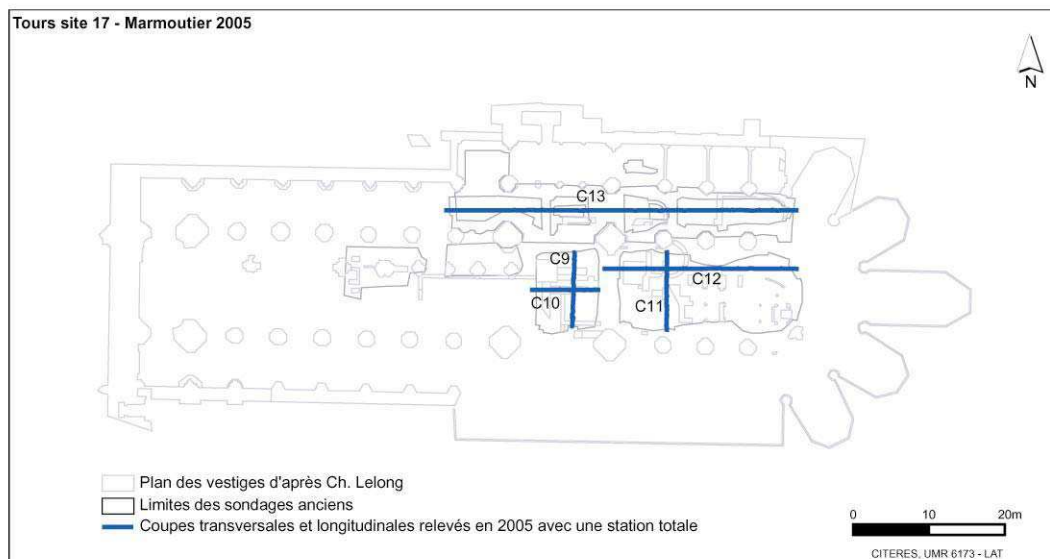 Tours site 17 - Marmoutier 2005
N
C13
C9
C12
C10
C11
Plan des vestiges d'après Ch. Lelong
Limites des sondages anciens
Coupes transversales et longitudinales relevés en 2005 avec une station totale
0 10 20m
CITERES, UMR 6173 - LAT